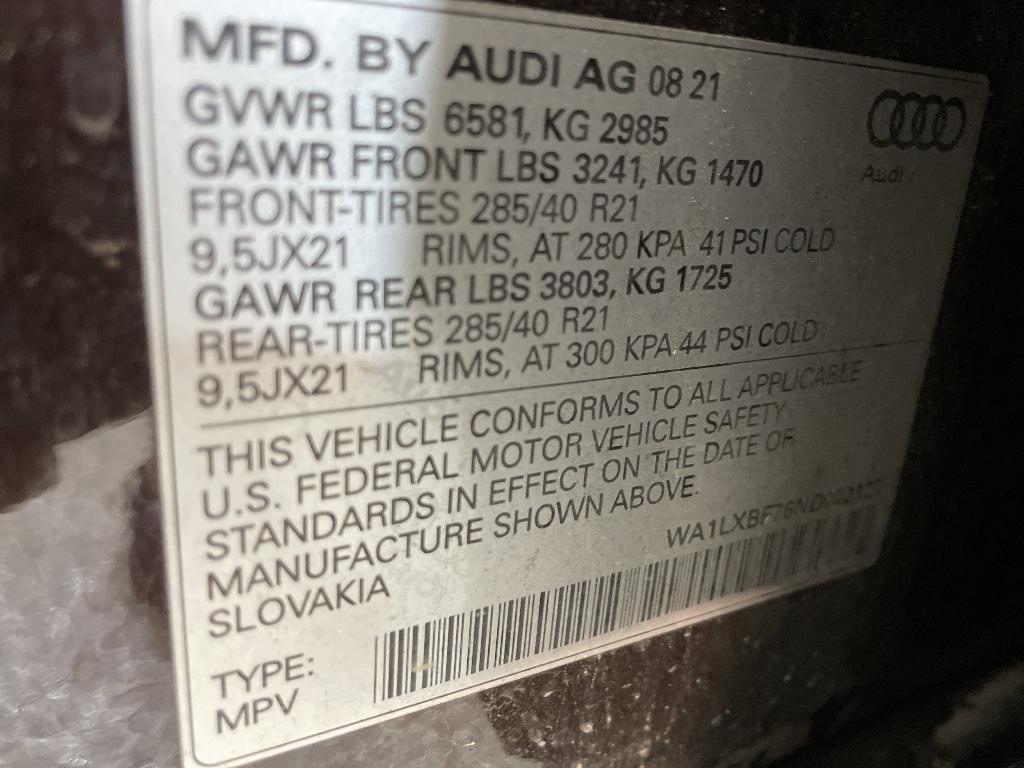 MFD. BY AUDI AG 08 21
GVWR LBS 6581, KG 2985
GAWR FRONT LBS 3241, KG 1470
FRONT-TIRES 285/40 R21
9,5JX21 RIMS, AT 280 KPA 41 PSI COLD
GAWR REAR LBS 3803, KG 1725
REAR-TIRES 285/40 R21
9,5JX21 RIMS, AT 300 KPA 44 PSI COLD
Audi
THIS VEHICLE CONFORMS TO ALL APPLICABLE
U.S. FEDERAL MOTOR VEHICLE SAFETY
STANDARDS IN EFFECT ON THE DATE OF
MANUFACTURE SHOWN ABOVE.
SLOVAKIA
TYPE:
MPV